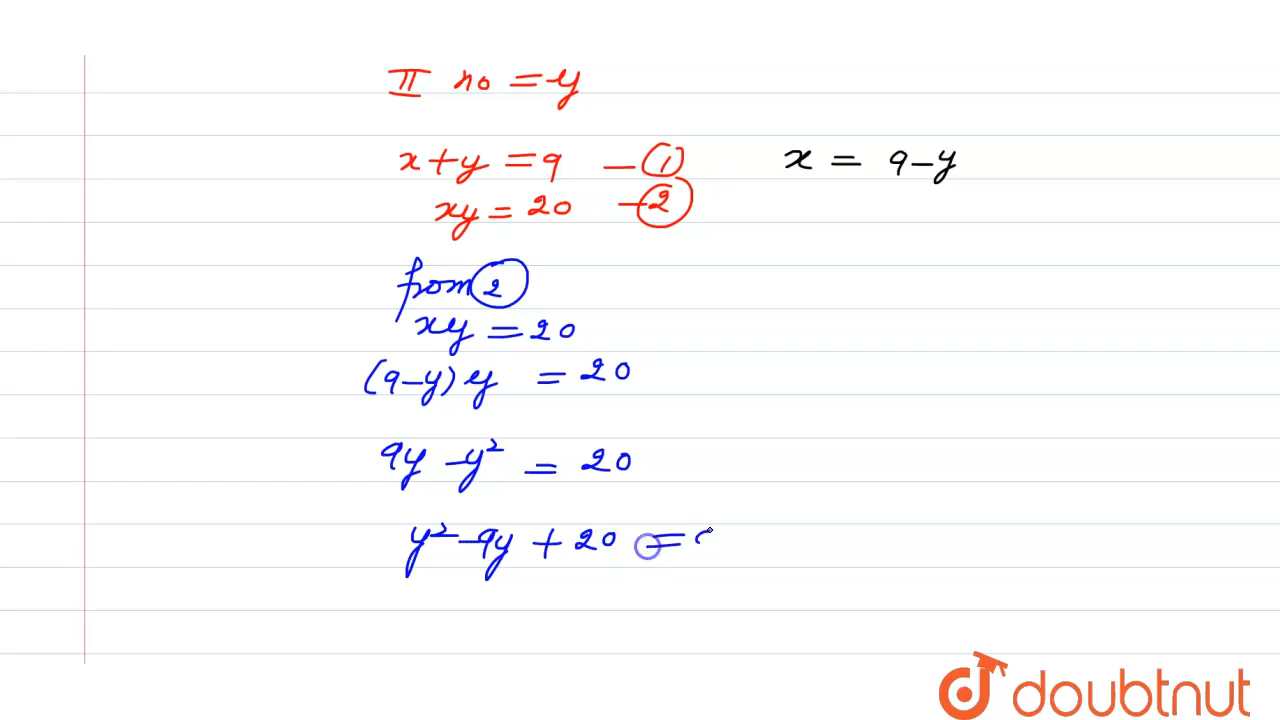 II no = y
x + y = 9 — ①
x = 9 - y
xy = 20 — ②
from ②
xy = 20
(9 - y) y = 20
9y - y² = 20
y² - 9y + 20 =
doubtnut